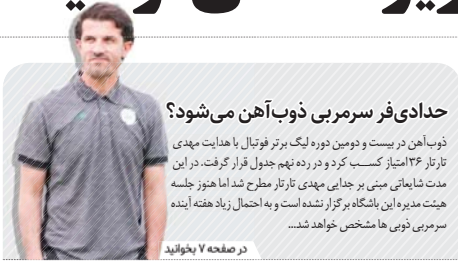 حدادی‌فر سرمربی ذوب‌آهن می‌شود؟
ذوب‌آهن در بیست و دومین دوره لیگ برتر فوتبال با هدایت مهدی
تارتار ۳۶امتیاز کســب کرد و در رده نهم جدول قرار گرفت. در این
مدت شایعاتی مبنی بر جدایی مهدی تارتار مطرح شد اما هنوز جلسه
هیئت مدیره این باشگاه برگزار نشده است و به احتمال زیاد هفته آینده
سرمربی ذوبی ها مشخص خواهد شد...
در صفحه ۷ بخوانید